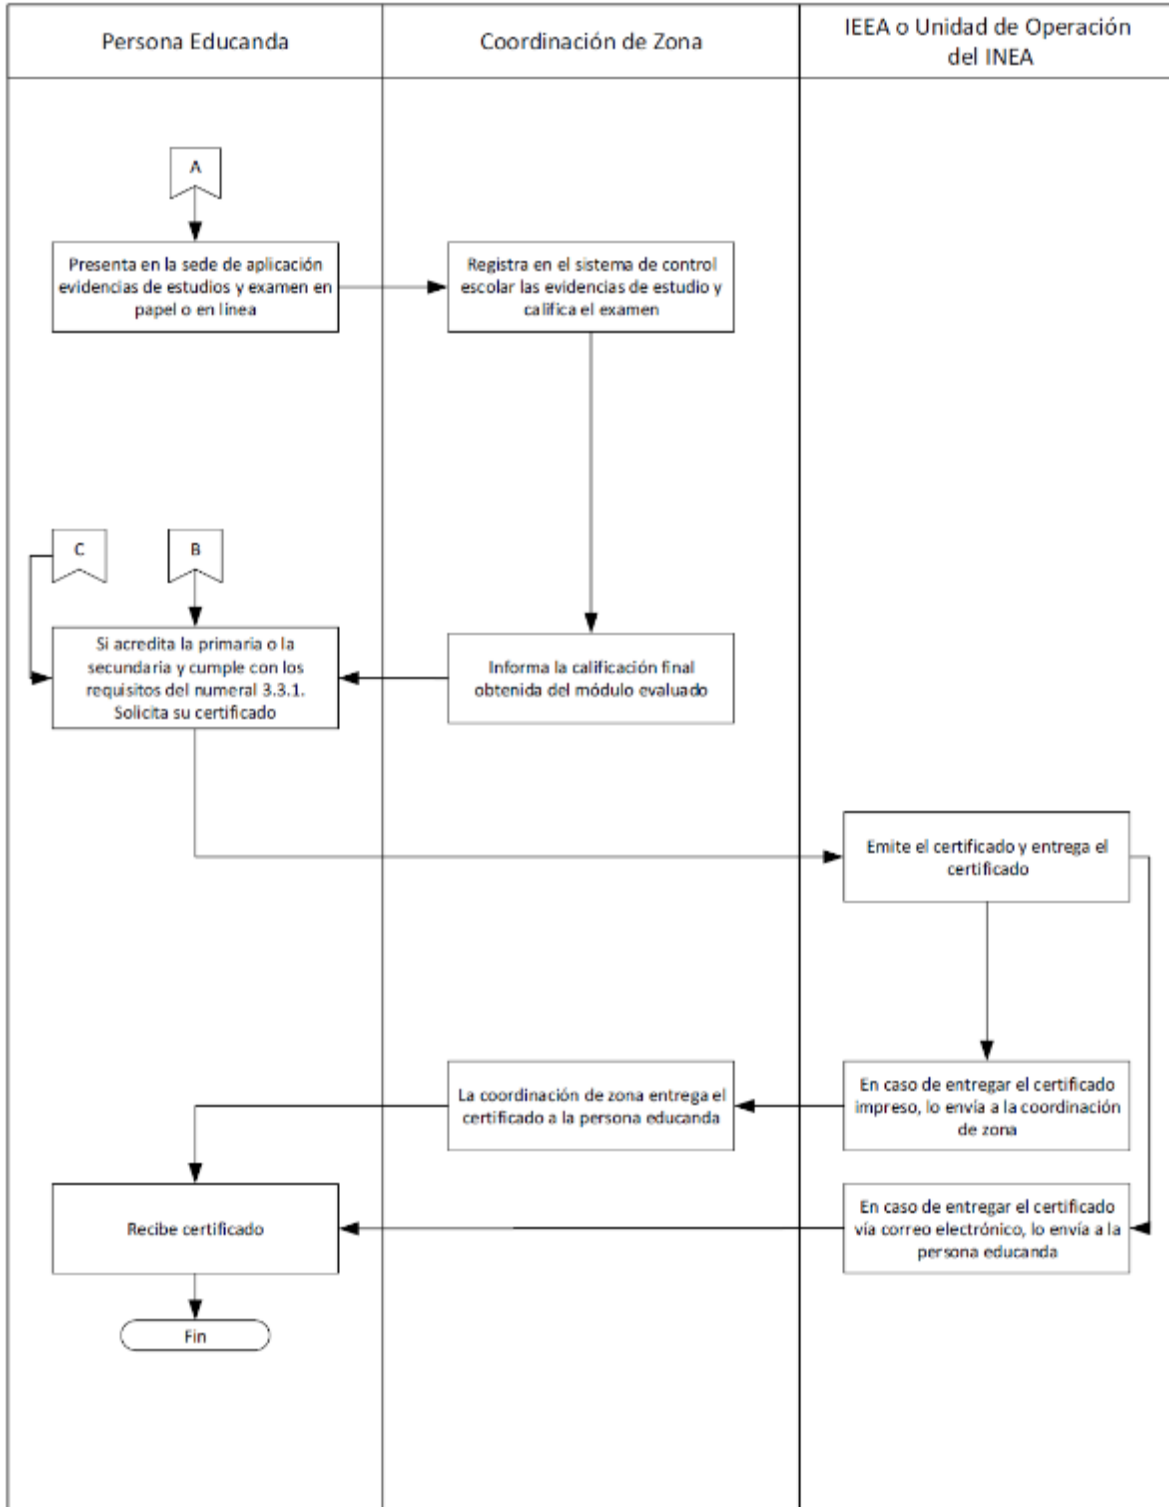 Persona Educanda
Coordinación de Zona
IEEA o Unidad de Operación
del INEA
A
Presenta en la sede de aplicación
evidencias de estudios y examen en
papel o en línea
Registra en el sistema de control
escolar las evidencias de estudio y
califica el examen
C
B
Si acredita la primaria o la
secundaria y cumple con los
requisitos del numeral 3.3.1.
Solicita su certificado
Informa la calificación final
obtenida del módulo evaluado
Emite el certificado y entrega el
certificado
La coordinación de zona entrega el
certificado a la persona educanda
En caso de entregar el certificado
impreso, lo envía a la coordinación
de zona
Recibe certificado
En caso de entregar el certificado
vía correo electrónico, lo envía a la
persona educanda
Fin